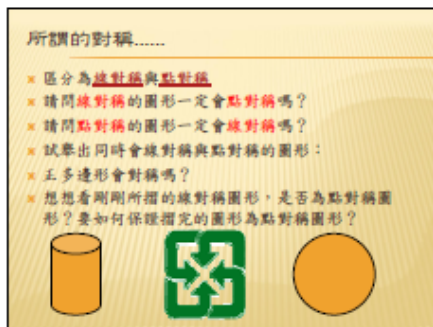 所謂的對稱……
區分為線對稱與點對稱
請問線對稱的圖形一定會點對稱嗎？
請問點對稱的圖形一定會線對稱嗎？
試舉出同時會線對稱與點對稱的圖形：
正多邊形會對稱嗎？
想想看剛剛所摺的線對稱圖形，是否為點對稱圖
形？要如何保證摺完的圖形為點對稱圖形？